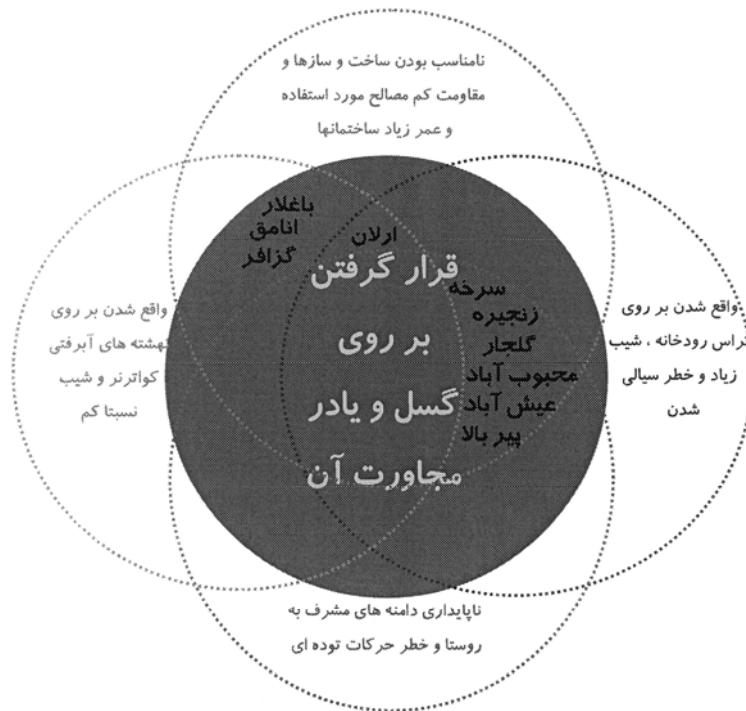 نامناسب بودن ساخت و سازها و
مقاومت کم مصالح مورد استفاده
و عمر زیاد ساختمانها
باغلار
انامق
گزافر
ارلان
قرار گرفتن
بر روی
گسل و یادر
مجاورت آن
سرخه
زنجیره
گلجار
محبوب آباد
عیش آباد
پیر بالا
واقع شدن بر روی
تراس رودخانه ، شیب
زیاد و خطر سیالی
شدن
واقع شدن بر روی
نهشته های آبرفتی
کواترنر و شیب
نسبتا کم
ناپایداری دامنه های مشرف به
روستا و خطر حرکات توده ای